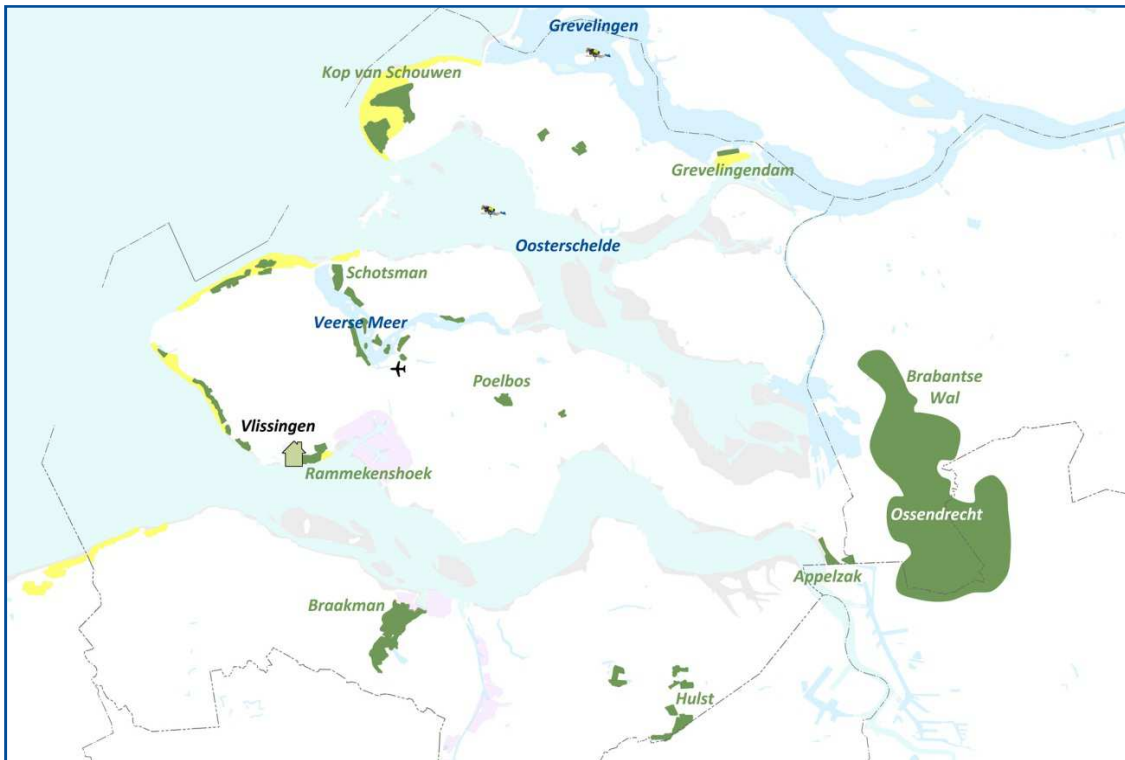 Grevelingen
Kop van Schouwen
Grevelingendam
Oosterschelde
Schotsman
Veerse Meer
Poelbos
Brabantse
Wal
Vlissingen
Rammekenshoek
Ossendrecht
Appelzak
Braakman
Hulst